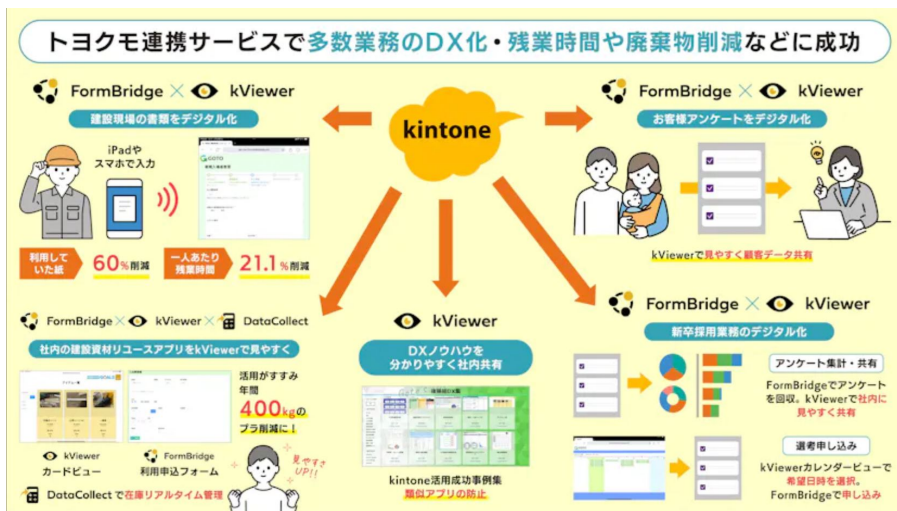 トヨクモ連携サービスで多数業務のDX化・残業時間や廃棄物削減などに成功
FormBridge × kViewer
建設現場の書類をデジタル化
iPadや
スマホで入力
GOTO
利用して
いた紙
60%削減
一人あたり
残業時間
21.1%削減
kintone
FormBridge × kViewer
お客様アンケートをデジタル化
kViewerで見やすく顧客データ共有
FormBridge × kViewer × DataCollect
社内の建設資材リユースアプリをkViewerで見やすく
活用がすすみ
年間
400kgの
プラ削減に!
kViewer
カードビュー
FormBridge
利用申込フォーム
見やすさ
UP!!
DataCollectで在庫リアルタイム管理
kViewer
DXノウハウを
分かりやすく社内共有
kintone活用成功事例集
類似アプリの防止
FormBridge × kViewer
新卒採用業務のデジタル化
アンケート集計・共有
FormBridgeでアンケート
を回収。kViewerで社内に
見やすく共有
選考申し込み
kViewerカレンダービューで
希望日時を選択。
FormBridgeで申し込み